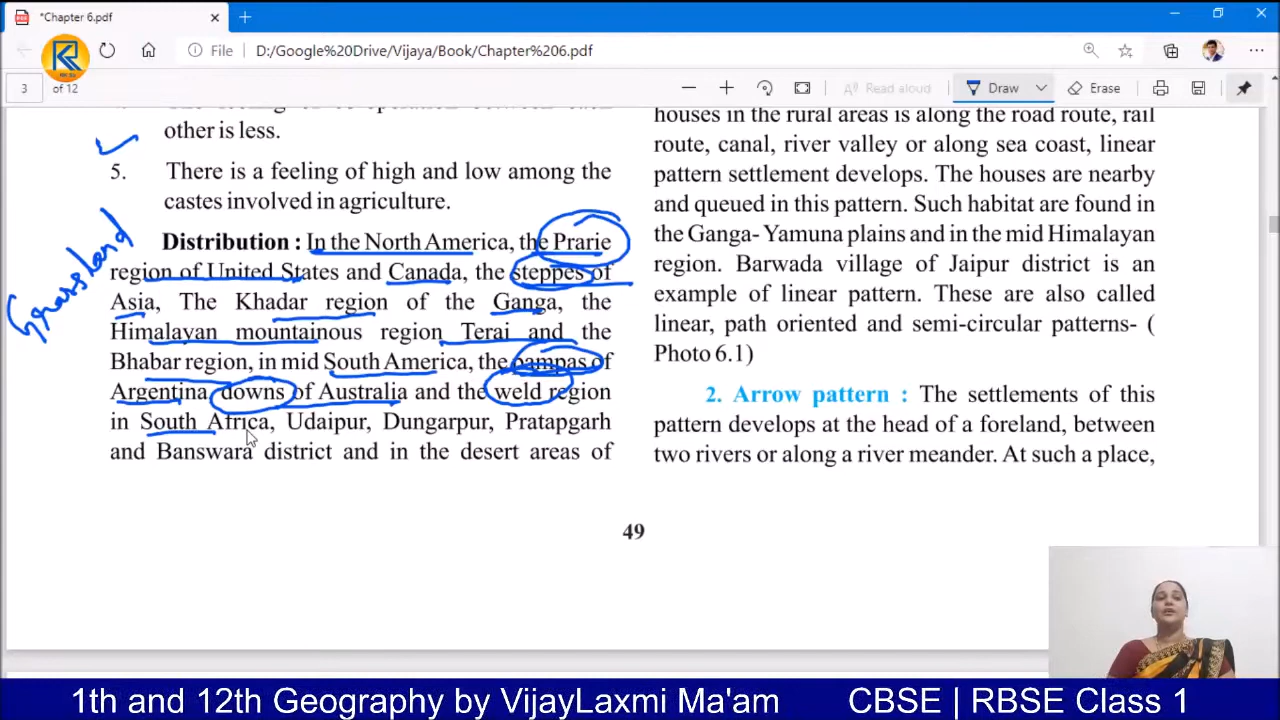 *Chapter 6.pdf
File
D:/Google%20Drive/Vijaya/Book/Chapter%206.pdf
3
of 12
Read aloud
Draw
Erase
other is less.
5. There is a feeling of high and low among the
castes involved in agriculture.
Grassland
Distribution : In the North America, the Prarie
region of United States and Canada, the steppes of
Asia, The Khadar region of the Ganga, the
Himalayan mountainous region Terai and the
Bhabar region, in mid South America, the pampas of
Argentina, downs of Australia and the weld region
in South Africa, Udaipur, Dungarpur, Pratapgarh
and Banswara district and in the desert areas of
houses in the rural areas is along the road route, rail
route, canal, river valley or along sea coast, linear
pattern settlement develops. The houses are nearby
and queued in this pattern. Such habitat are found in
the Ganga- Yamuna plains and in the mid Himalayan
region. Barwada village of Jaipur district is an
example of linear pattern. These are also called
linear, path oriented and semi-circular patterns- (
Photo 6.1)
2. Arrow pattern : The settlements of this
pattern develops at the head of a foreland, between
two rivers or along a river meander. At such a place,
49
1th and 12th Geography by VijayLaxmi Ma'am
CBSE | RBSE Class 1